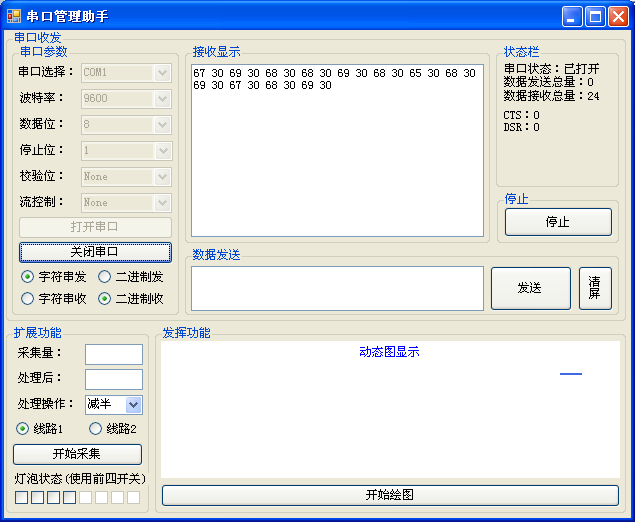 串口管理助手
串口收发
串口参数
串口选择： COM1
波特率： 9600
数据位： 8
停止位： 1
校验位： None
流控制： None
打开串口
关闭串口
字符串发 二进制发
字符串收 二进制收
接收显示
67 30 69 30 68 30 68 30 69 30 68 30 65 30 68 30
69 30 67 30 68 30 69 30
数据发送
发送
清屏
状态栏
串口状态：已打开
数据发送总量：0
数据接收总量：24
CTS：0
DSR：0
停止
停止
扩展功能
采集量：
处理后：
处理操作： 减半
线路1 线路2
开始采集
灯泡状态(使用前四开关)
发挥功能
动态图显示
开始绘图